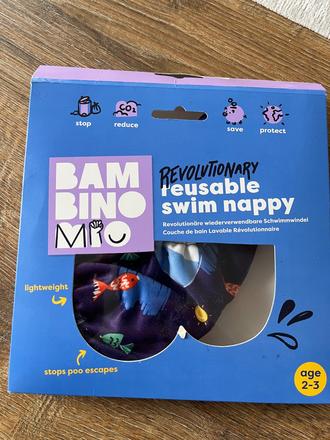 stop
reduce
CO2
save
protect
BAM
BINO
Mio
REVOLUTIONARY
reusable
swim nappy
Revolutionäre wiederverwendbare Schwimmwindel
Couche de bain Lavable Révolutionnaire
lightweight
stops poo escapes
age
2-3